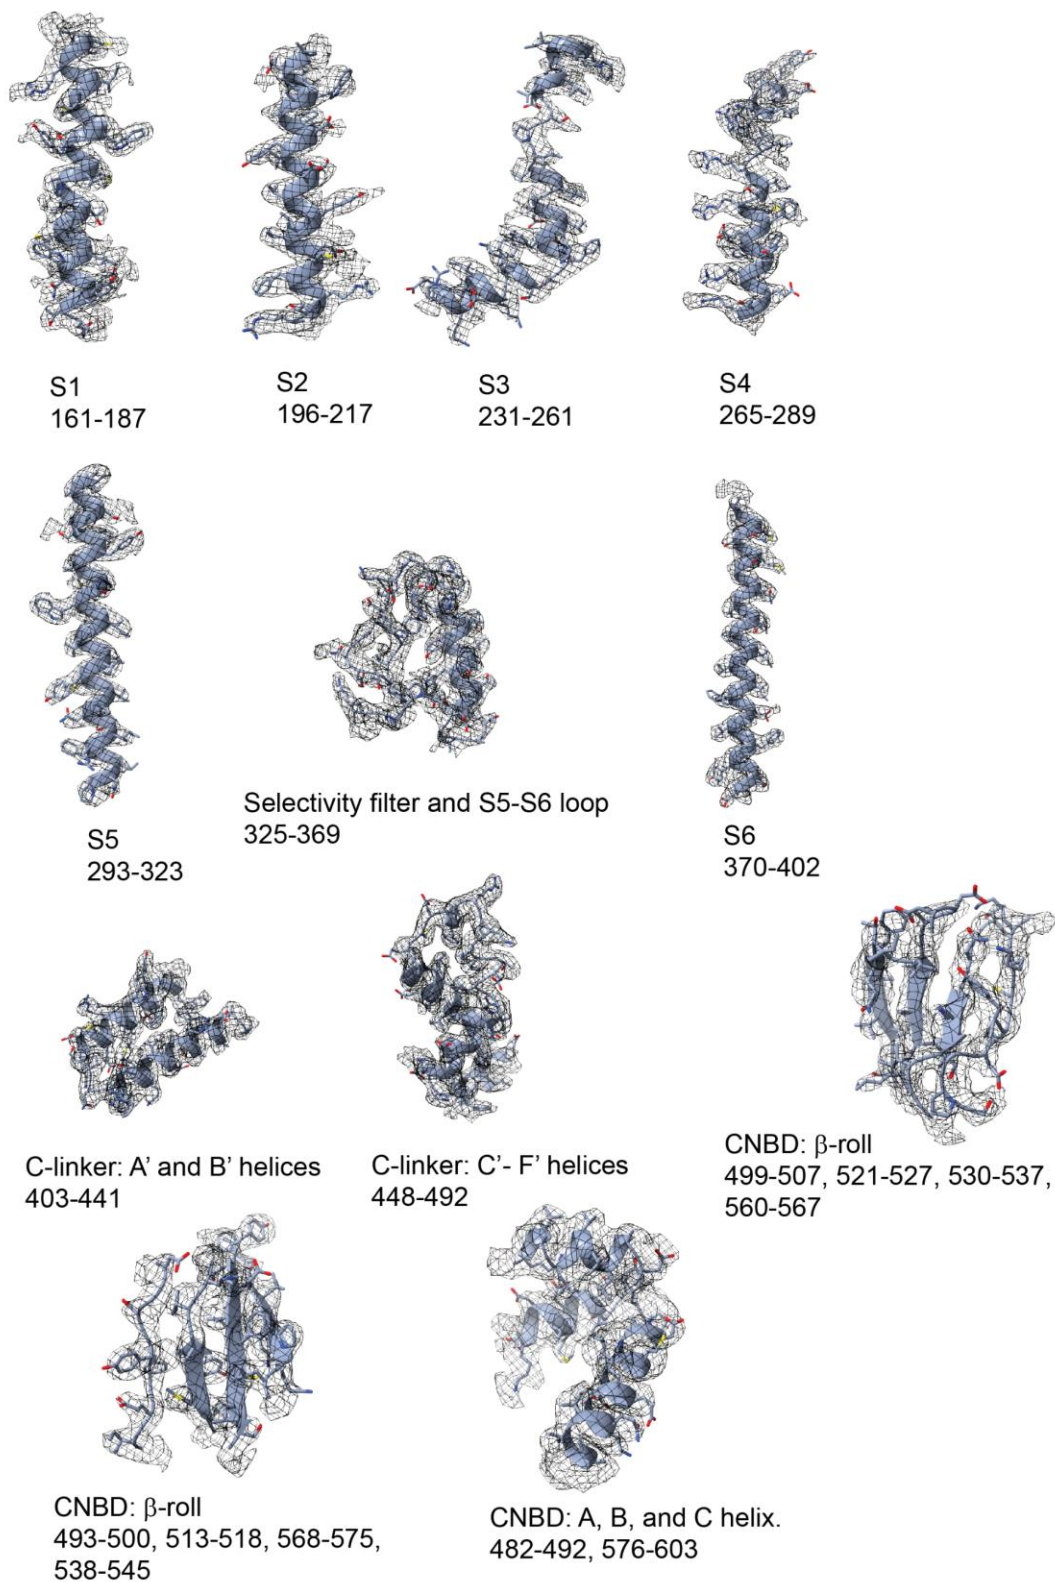 S1
161-187
S2
196-217
S3
231-261
S4
265-289
S5
293-323
Selectivity filter and S5-S6 loop
325-369
S6
370-402
C-linker: A’ and B’ helices
403-441
C-linker: C’- F’ helices
448-492
CNBD: β-roll
499-507, 521-527, 530-537,
560-567
CNBD: β-roll
493-500, 513-518, 568-575,
538-545
CNBD: A, B, and C helix.
482-492, 576-603